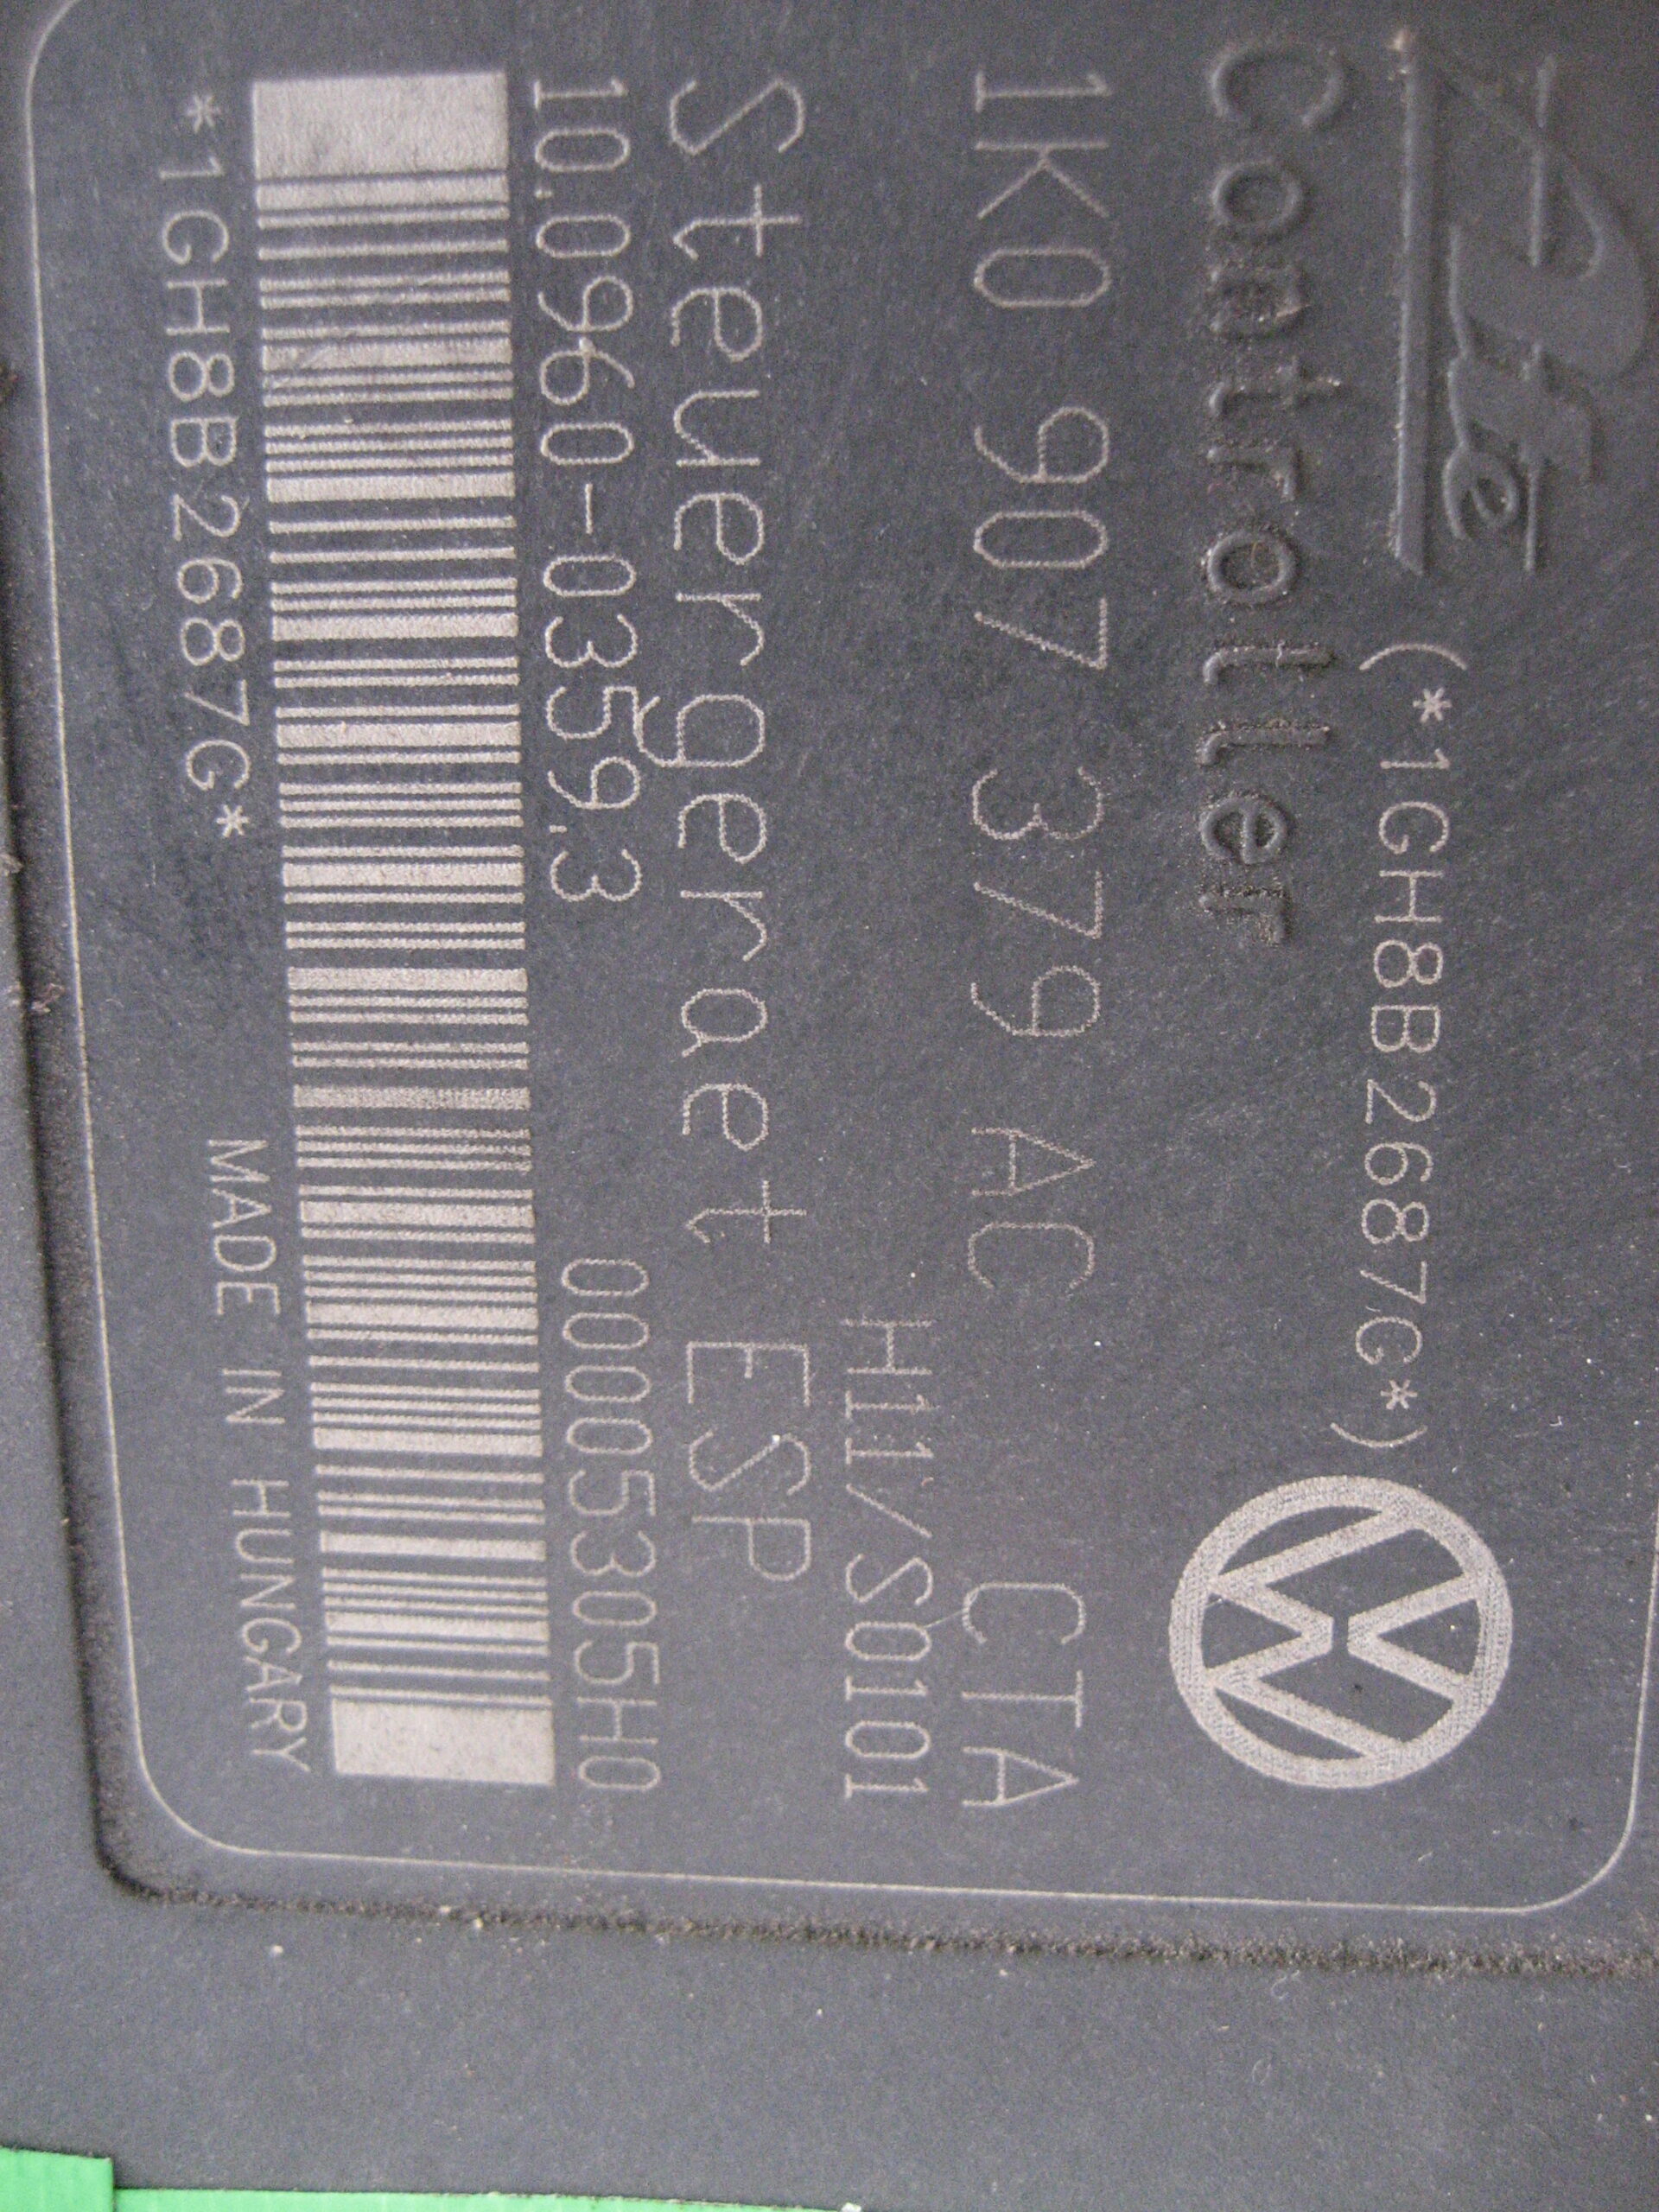 Ate
(*1GH8B2687G*)
Controller
1K0 907 379 AC CTA
H11/S0101
Steuergeraet ESP
10.0960-0359.3 00005305H0
*1GH8B2687G* MADE IN HUNGARY